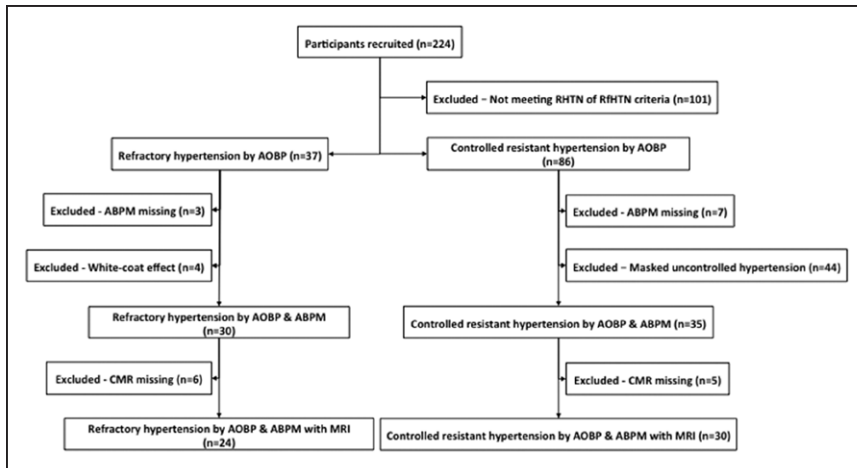 Participants recruited (n=224)
Excluded – Not meeting RHTN of RfHTN criteria (n=101)
Refractory hypertension by AOBP (n=37)
Controlled resistant hypertension by AOBP
(n=86)
Excluded - ABPM missing (n=3)
Excluded - ABPM missing (n=7)
Excluded - White-coat effect (n=4)
Excluded – Masked uncontrolled hypertension (n=44)
Refractory hypertension by AOBP & ABPM
(n=30)
Controlled resistant hypertension by AOBP & ABPM (n=35)
Excluded - CMR missing (n=6)
Excluded - CMR missing (n=5)
Refractory hypertension by AOBP & ABPM with MRI
(n=24)
Controlled resistant hypertension by AOBP & ABPM with MRI (n=30)